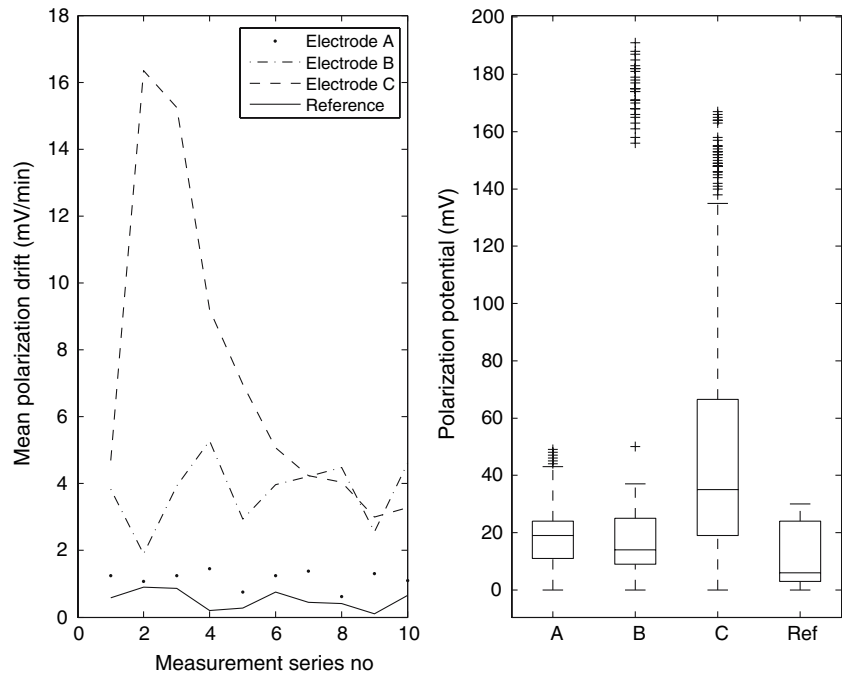 18
16
14
12
10
8
6
4
2
0
0
2
4
6
8
10
Mean polarization drift (mV/min)
Measurement series no
Electrode A
Electrode B
Electrode C
Reference
200
180
160
140
120
100
80
60
40
20
0
Polarization potential (mV)
A
B
C
Ref